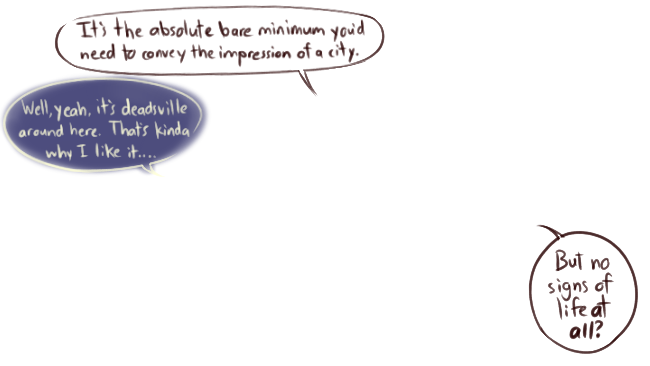 It's the absolute bare minimum you'd
need to convey the impression of a city.
Well, yeah, it's deadsville
around here. That's kinda
why I like it....
But no
signs of
life at
all?